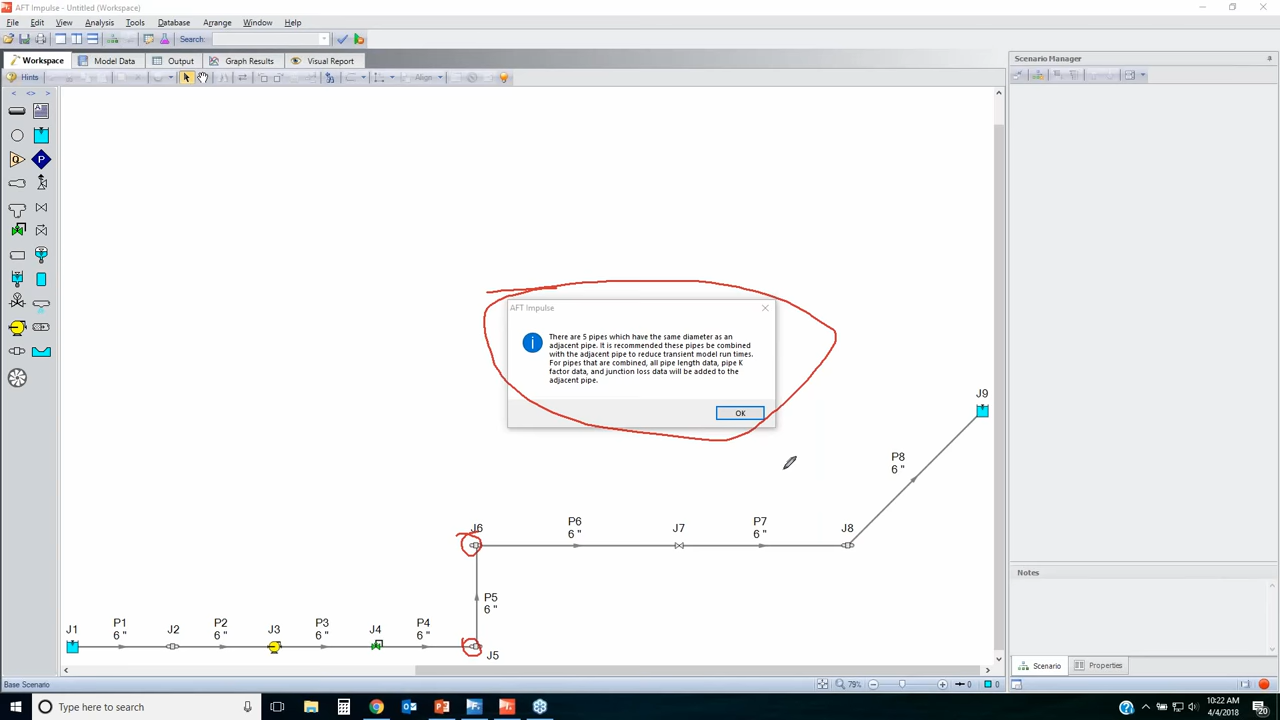 AFT Impulse - Untitled (Workspace)
File Edit View Analysis Tools Database Arrange Window Help
Search:
Workspace Model Data Output Graph Results Visual Report
Hints Align
Scenario Manager
AFT Impulse
There are 5 pipes which have the same diameter as an
adjacent pipe. It is recommended these pipes be combined
with the adjacent pipe to reduce transient model run times.
For pipes that are combined, all pipe length data, pipe K
factor data, and junction loss data will be added to the
adjacent pipe.
OK
J9
P8
6 "
J6 P6 J7 P7 J8
6 " 6 "
P5
6 "
J1 P1 J2 P2 J3 P3 J4 P4
6 " 6 " 6 " 6 "
J5
Notes
Scenario Properties
Base Scenario 79% 0 0
Type here to search
10:22 AM
4/4/2018
20